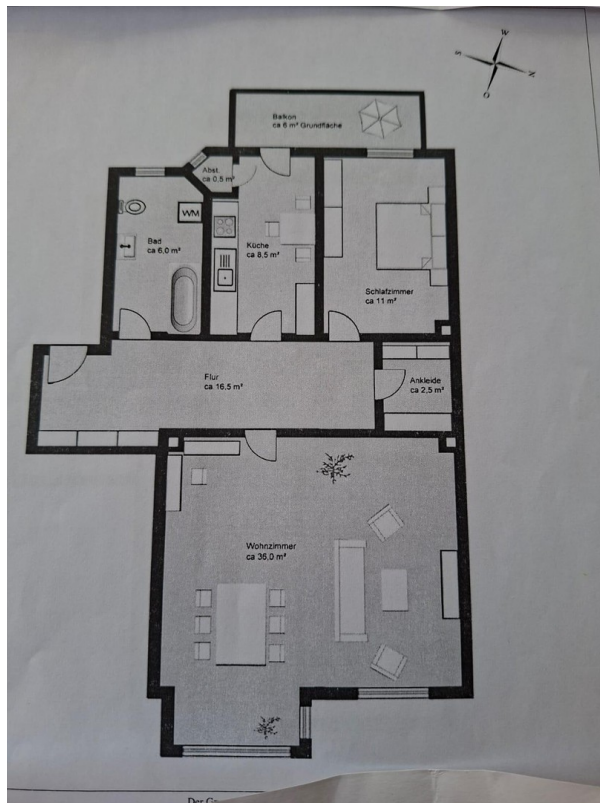 W
S
N
O
Balkon
ca 6 m² Grundfläche
Abst.
ca 0,5 m²
WM
Bad
ca 6,0 m²
Küche
ca 8,5 m²
Schlafzimmer
ca 11 m²
Flur
ca 16,5 m²
Ankleide
ca 2,5 m²
Wohnzimmer
ca 36,0 m²
Der